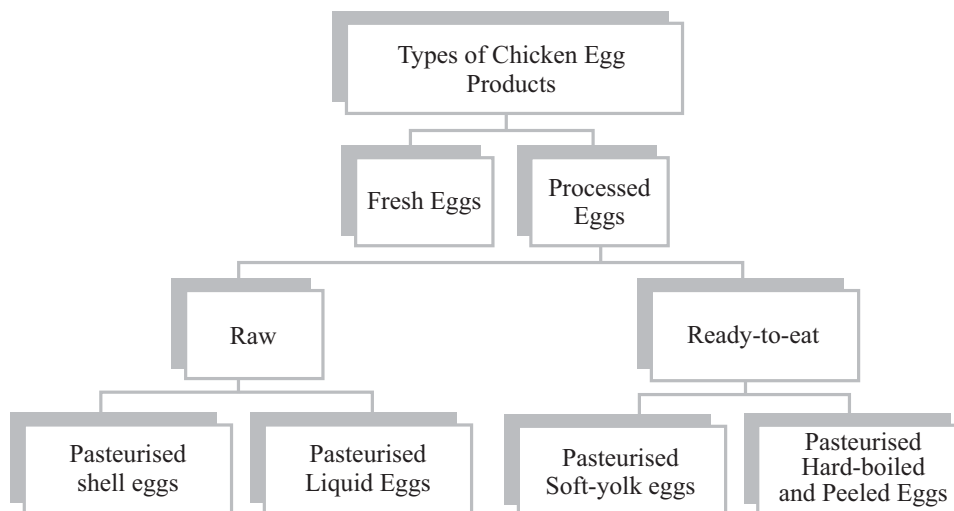 Types of Chicken Egg
Products
Fresh Eggs
Processed
Eggs
Raw
Ready-to-eat
Pasteurised
shell eggs
Pasteurised
Liquid Eggs
Pasteurised
Soft-yolk eggs
Pasteurised
Hard-boiled
and Peeled Eggs